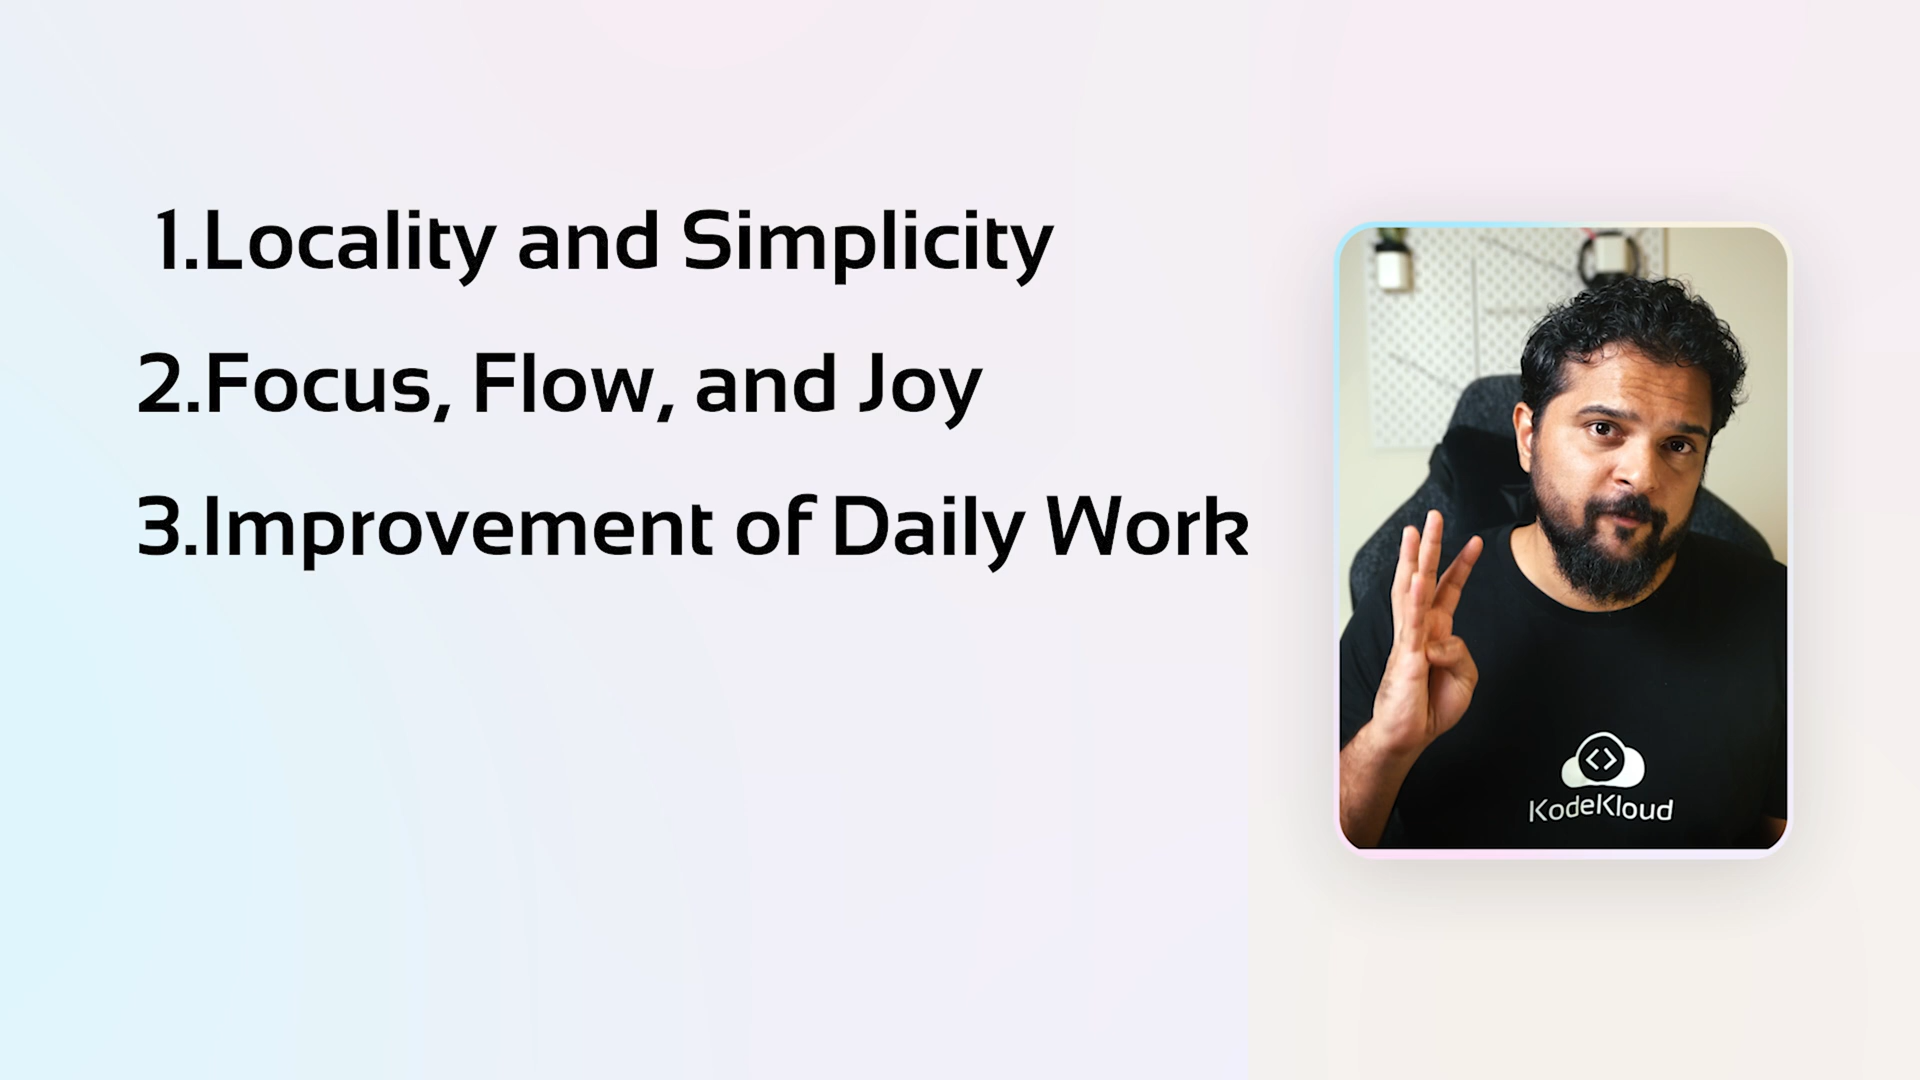 1.Locality and Simplicity
2.Focus, Flow, and Joy
3.Improvement of Daily Work
KodeKloud